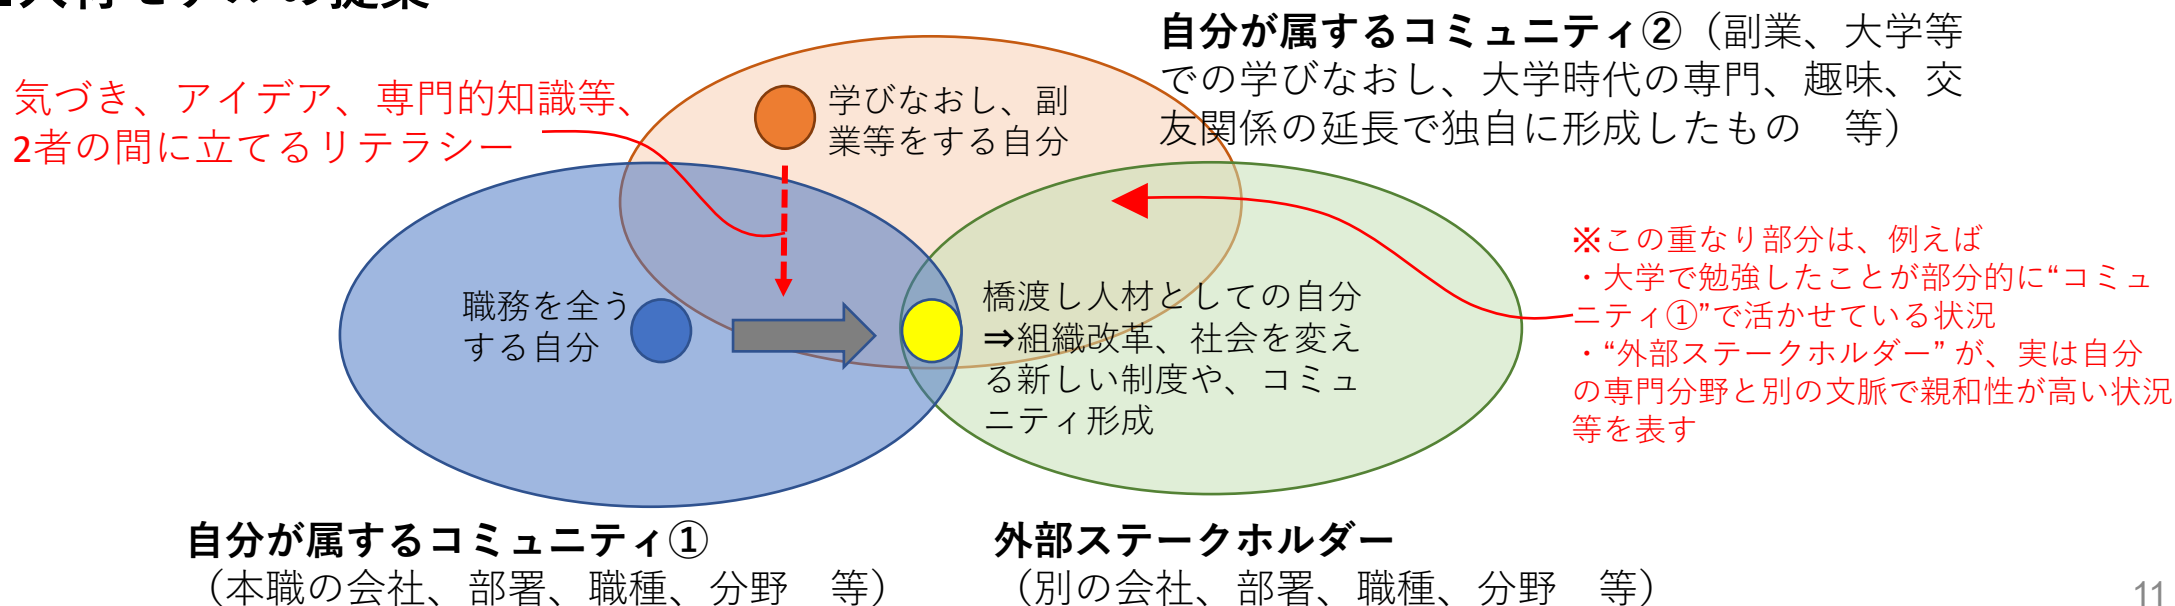 の提案
自分が属するコミュニティ②（副業、大学等
での学びなおし、大学時代の専門、趣味、交
友関係の延長で独自に形成したもの　等）
気づき、アイデア、専門的知識等、
2者の間に立てるリテラシー
学びなおし、副
業等をする自分
※この重なり部分は、例えば
・大学で勉強したことが部分的に“コミュ
ニティ①”で活かせている状況
・“外部ステークホルダー” が、実は自分
の専門分野と別の文脈で親和性が高い状況
等を表す
職務を全う
する自分
橋渡し人材としての自分
⇒組織改革、社会を変え
る新しい制度や、コミュ
ニティ形成
自分が属するコミュニティ①
（本職の会社、部署、職種、分野　等）
外部ステークホルダー
（別の会社、部署、職種、分野　等）
11